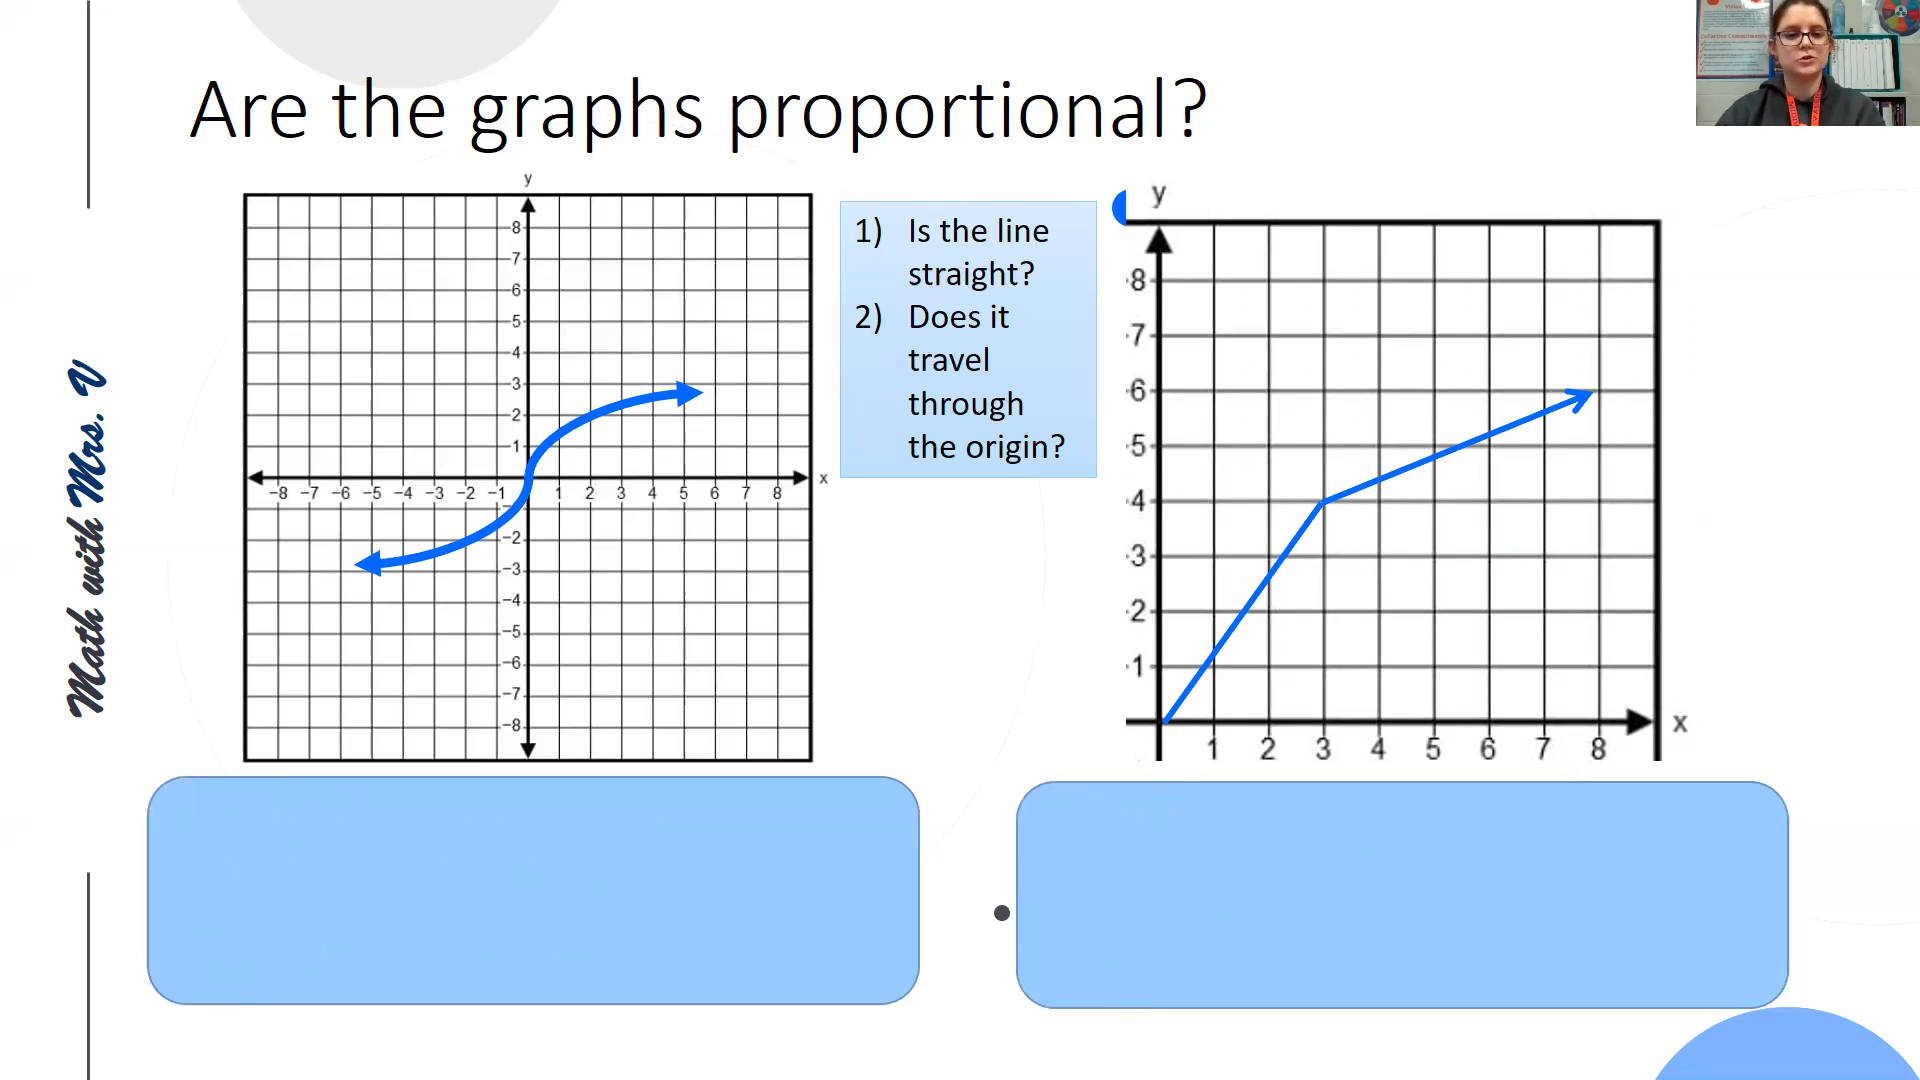 Are the graphs proportional?
Math with Mrs. V
y
8
7
6
5
4
3
2
1
-8 -7 -6 -5 -4 -3 -2 -1 1 2 3 4 5 6 7 8 x
-2
-3
-4
-5
-6
-7
-8
1) Is the line
straight?
2) Does it
travel
through
the origin?
y
8
7
6
5
4
3
2
1
x
1 2 3 4 5 6 7 8